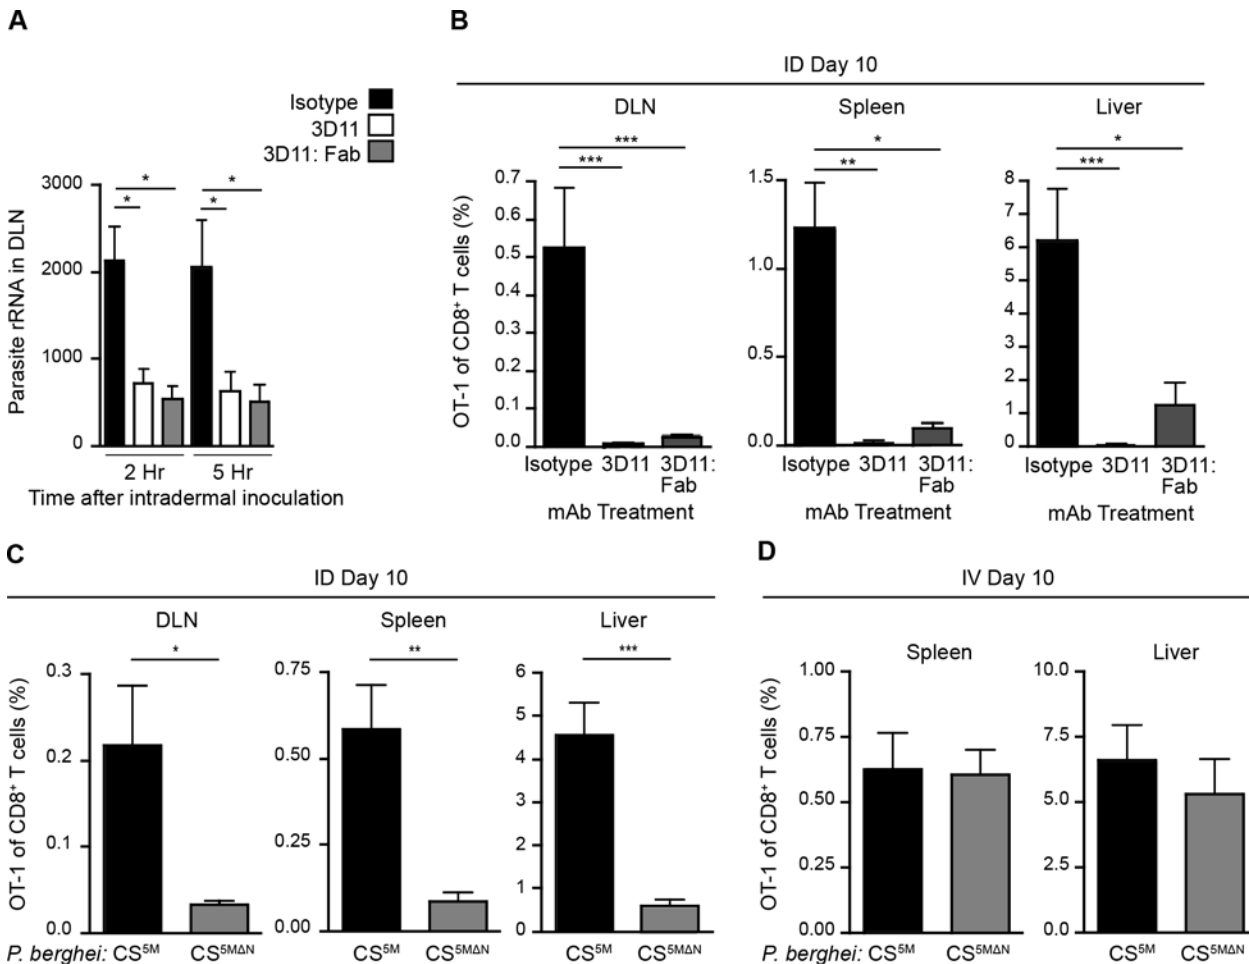 A
Isotype
3D11
3D11: Fab
Parasite rRNA in DLN
3000
2000
1000
0
*
*
*
*
2 Hr
5 Hr
Time after intradermal inoculation
B
ID Day 10
DLN
Spleen
Liver
OT-1 of CD8⁺ T cells (%)
***
***
0.7
0.6
0.5
0.4
0.3
0.2
0.1
0.0
Isotype 3D11 3D11:
Fab
mAb Treatment
*
**
1.5
1.0
0.5
0.0
Isotype 3D11 3D11:
Fab
mAb Treatment
*
***
8
7
6
5
4
3
2
1
0
Isotype 3D11 3D11:
Fab
mAb Treatment
C
ID Day 10
DLN
Spleen
Liver
OT-1 of CD8⁺ T cells (%)
*
0.3
0.2
0.1
0.0
**
0.75
0.50
0.25
0.00
***
6
5
4
3
2
1
0
P. berghei: CS⁵ᴹ CS⁵ᴹΔᴺ
CS⁵ᴹ CS⁵ᴹΔᴺ
CS⁵ᴹ CS⁵ᴹΔᴺ
D
IV Day 10
Spleen
Liver
OT-1 of CD8⁺ T cells (%)
1.00
0.75
0.50
0.25
0.00
10.0
7.5
5.0
2.5
0.0
CS⁵ᴹ CS⁵ᴹΔᴺ
CS⁵ᴹ CS⁵ᴹΔᴺ